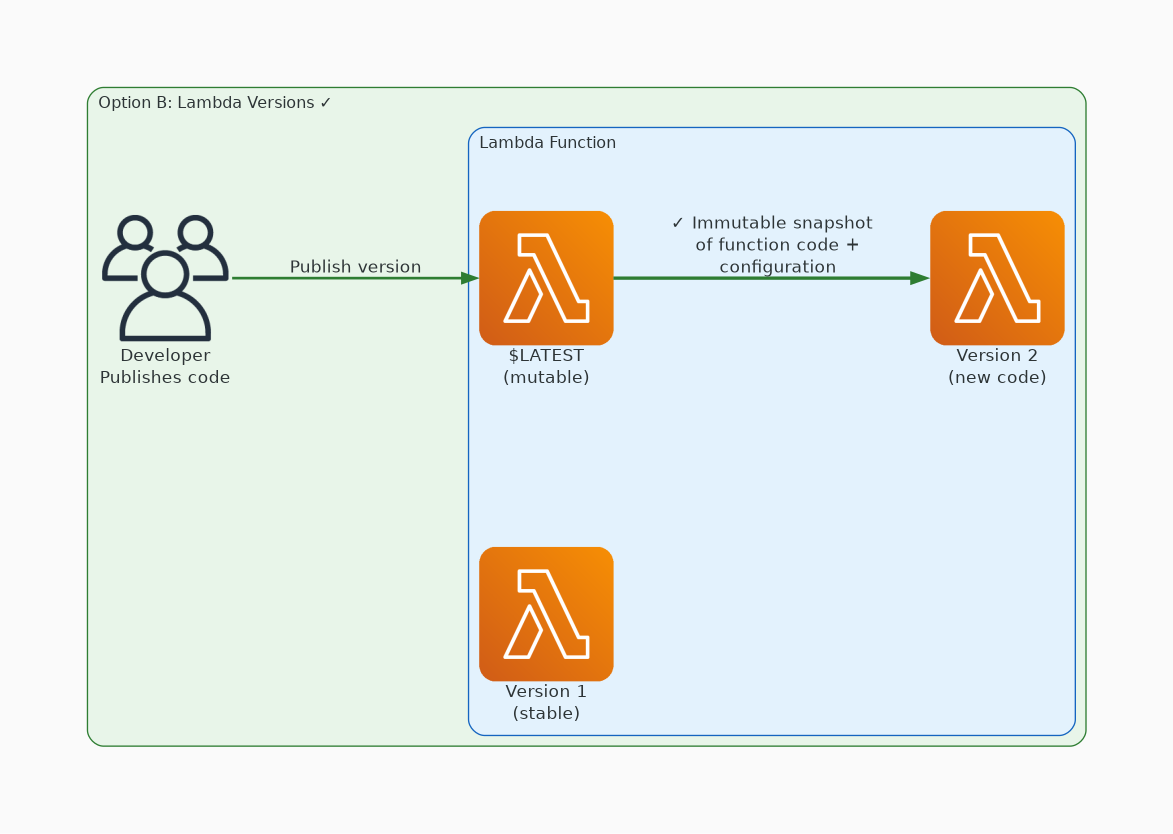 Option B: Lambda Versions ✓
Lambda Function
✓ Immutable snapshot
of function code +
configuration
Publish version
Developer
Publishes code
$LATEST
(mutable)
Version 2
(new code)
Version 1
(stable)